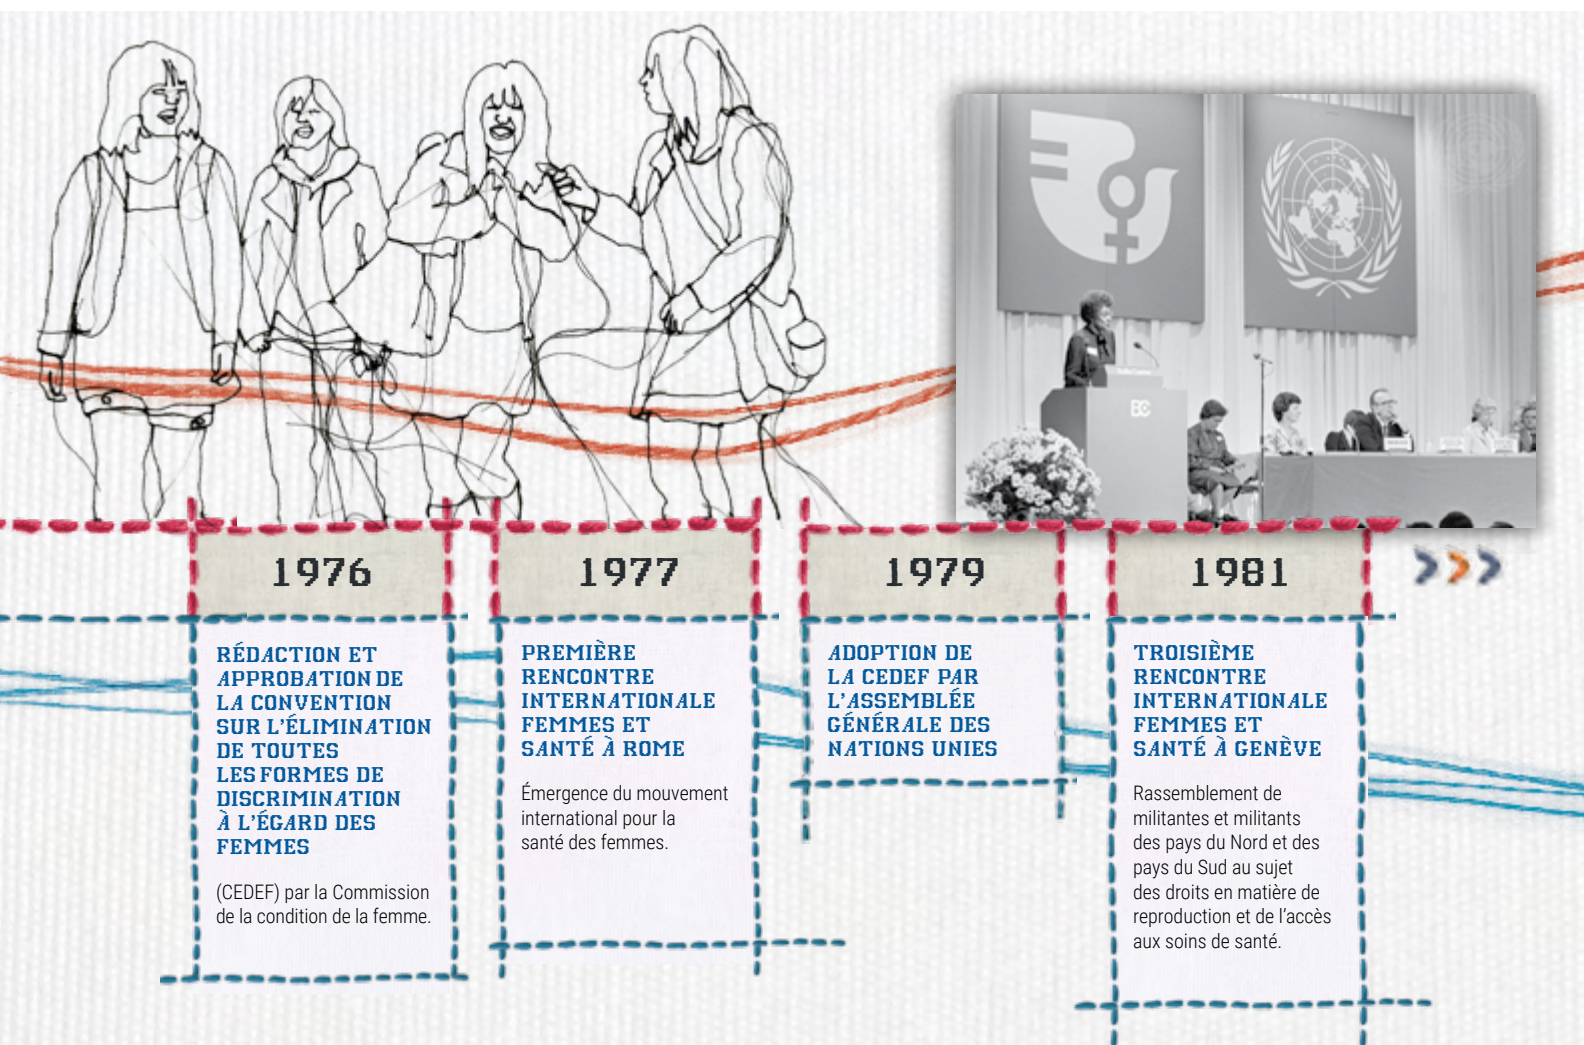 BC
1976
RÉDACTION ET
APPROBATION DE
LA CONVENTION
SUR L'ÉLIMINATION
DE TOUTES
LES FORMES DE
DISCRIMINATION
À L'ÉGARD DES
FEMMES
(CEDEF) par la Commission
de la condition de la femme.
1977
PREMIÈRE
RENCONTRE
INTERNATIONALE
FEMMES ET
SANTÉ À ROME
Émergence du mouvement
international pour la
santé des femmes.
1979
ADOPTION DE
LA CEDEF PAR
L'ASSEMBLÉE
GÉNÉRALE DES
NATIONS UNIES
1981
TROISIÈME
RENCONTRE
INTERNATIONALE
FEMMES ET
SANTÉ À GENÈVE
Rassemblement de
militantes et militants
des pays du Nord et des
pays du Sud au sujet
des droits en matière de
reproduction et de l'accès
aux soins de santé.